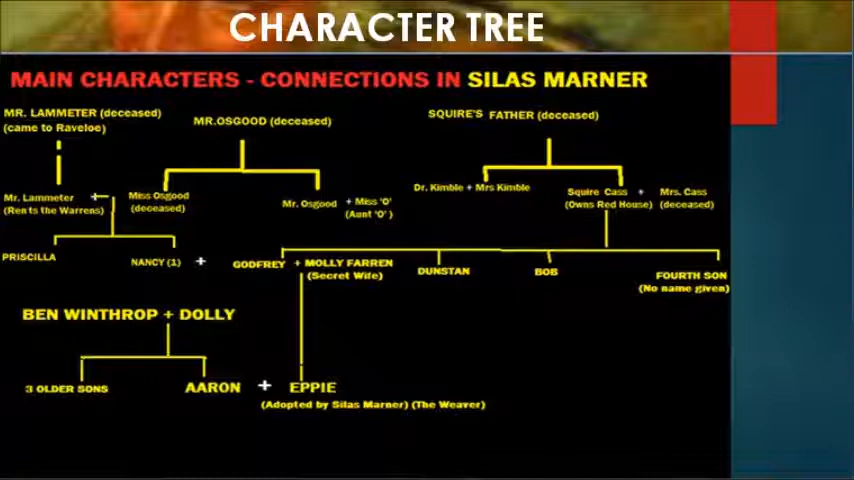 CHARACTER TREE
MAIN CHARACTERS - CONNECTIONS IN SILAS MARNER
MR. LAMMETER (deceased)
(came to Raveloe)
MR.OSGOOD (deceased)
SQUIRE'S FATHER (deceased)
Mr. Lammeter +
(Rents the Warrens)
Miss Osgood
(deceased)
Mr. Osgood + Miss 'O'
(Aunt 'O')
Dr. Kimble + Mrs Kimble
Squire Cass + Mrs. Cass
(Owns Red House) (deceased)
PRISCILLA
NANCY (1) +
GODFREY + MOLLY FARREN
(Secret Wife)
DUNSTAN
BOB
FOURTH SON
(No name given)
BEN WINTHROP + DOLLY
3 OLDER SONS
AARON + EPPIE
(Adopted by Silas Marner) (The Weaver)